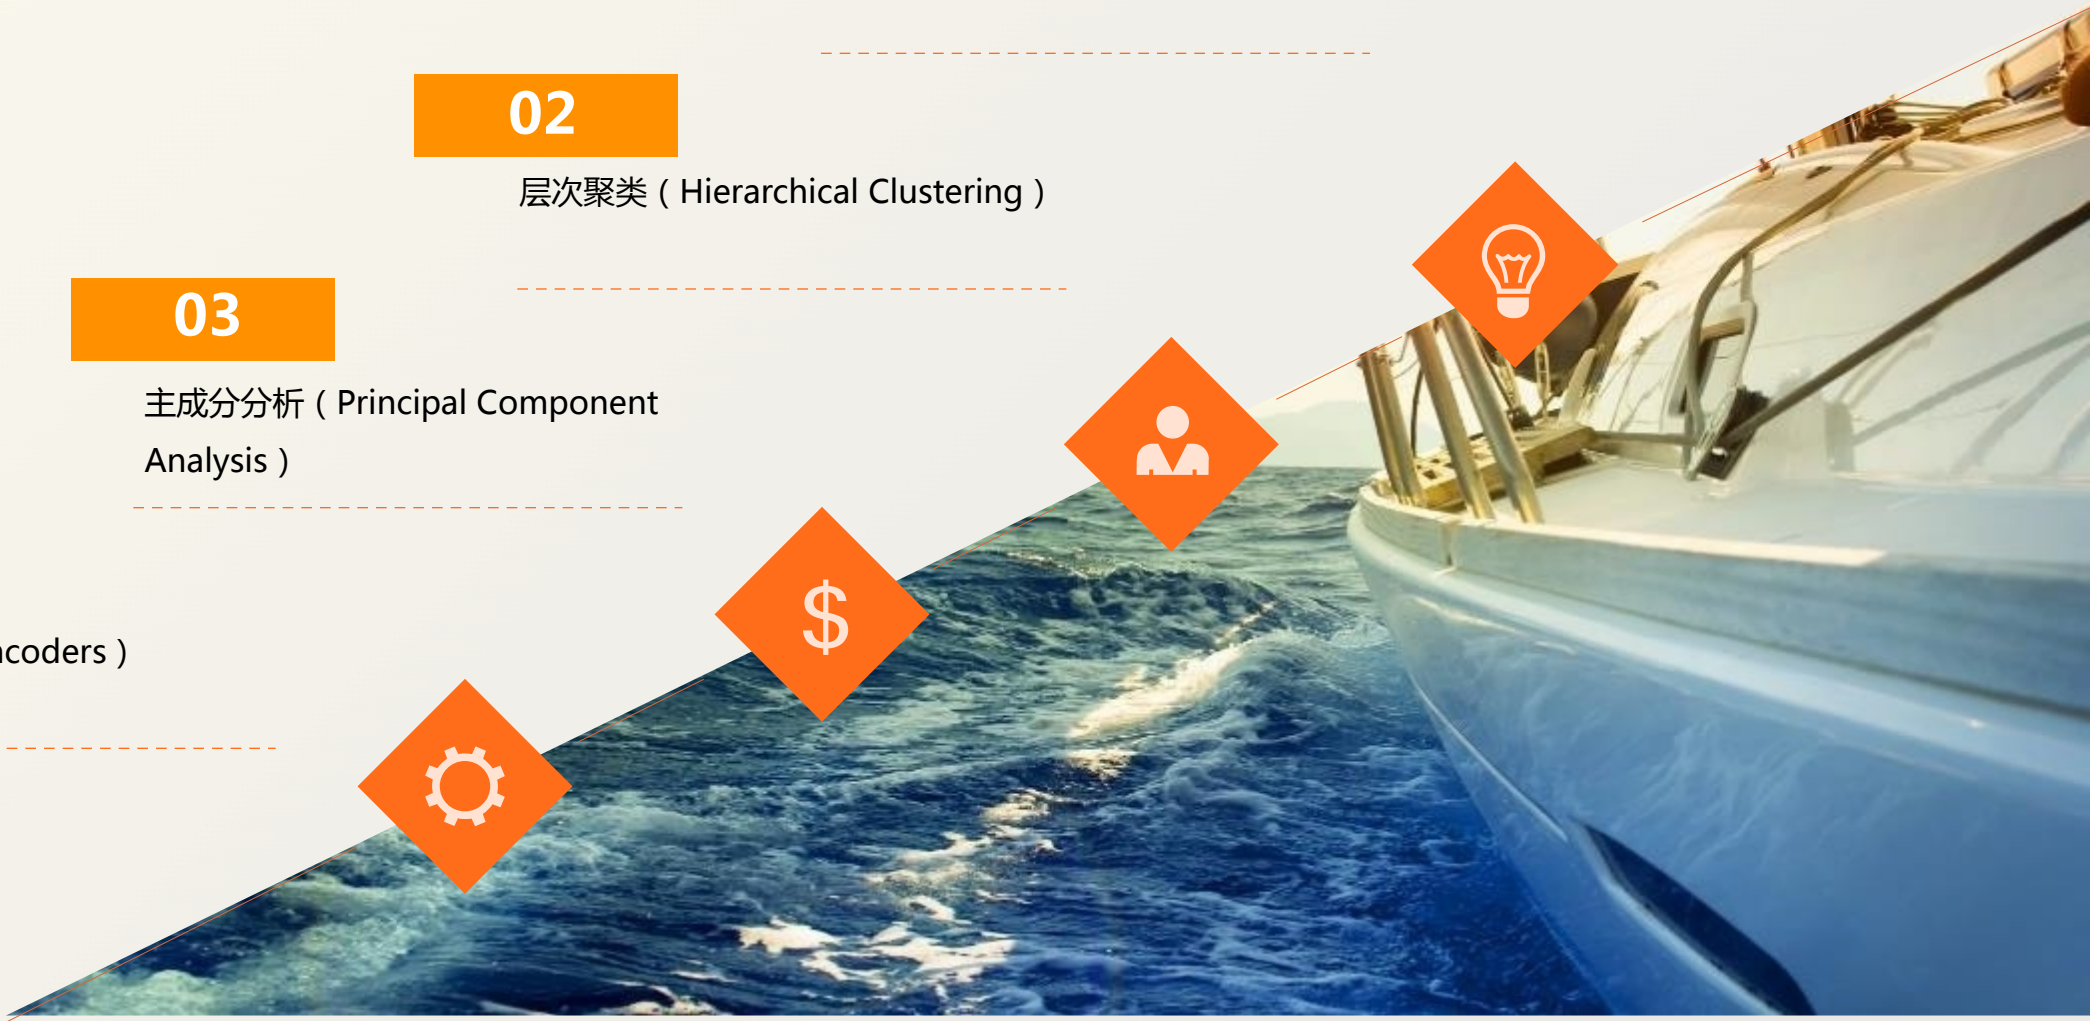 02
层次聚类（Hierarchical Clustering）
03
主成分分析（Principal Component
Analysis）
coders）
$